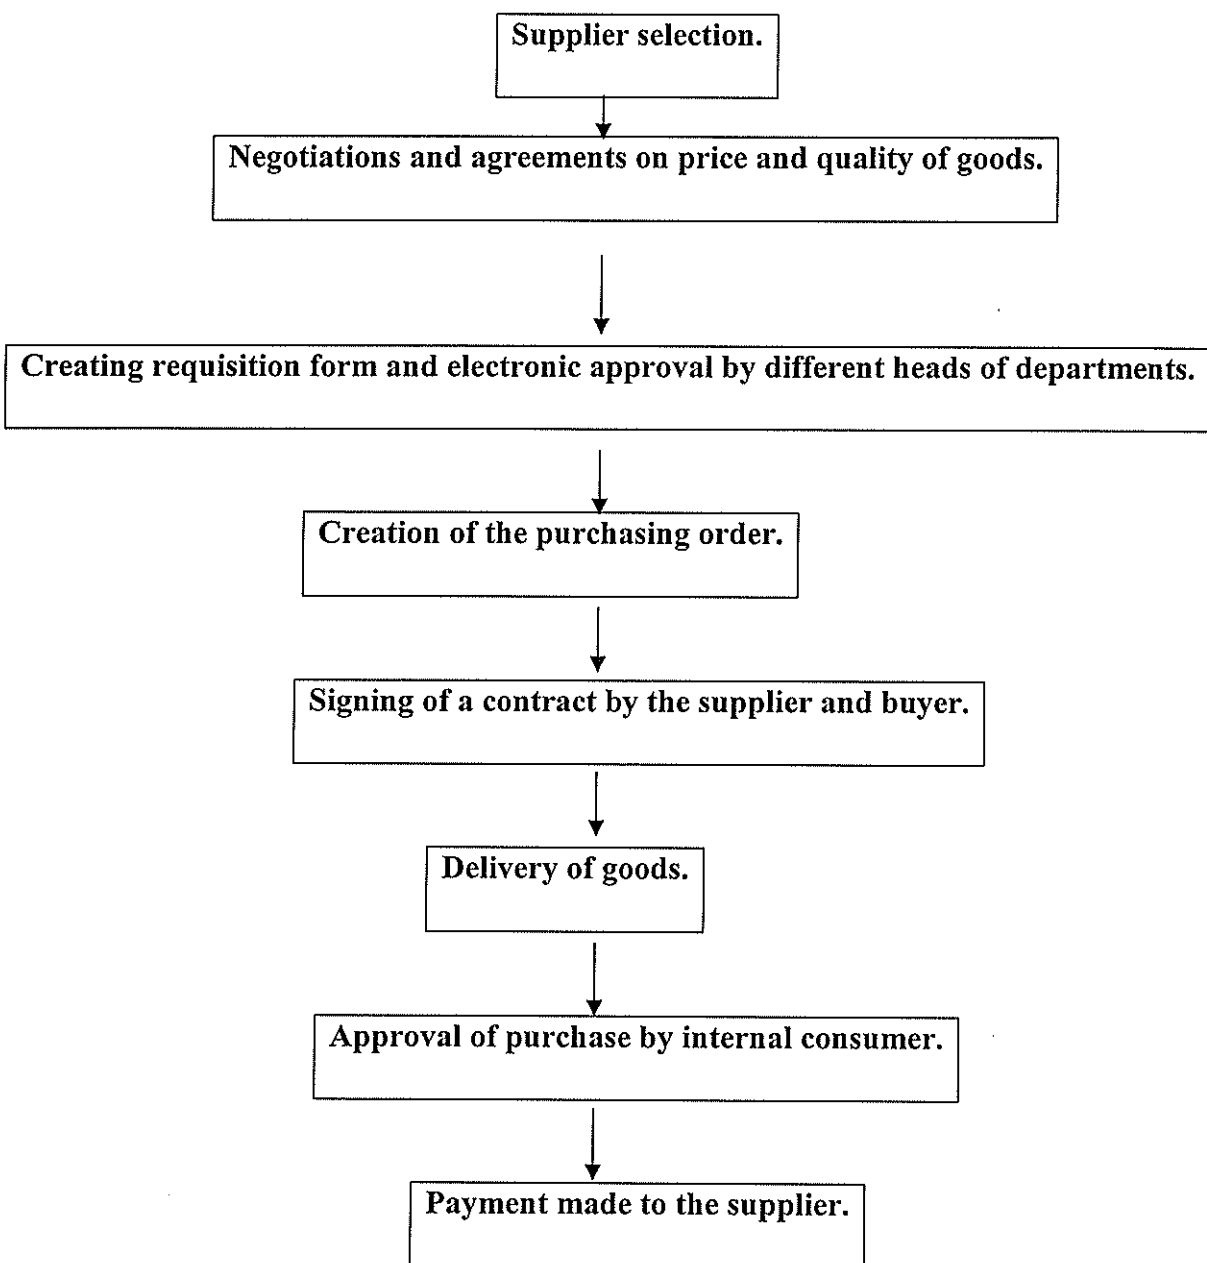 Supplier selection.
Negotiations and agreements on price and quality of goods.
Creating requisition form and electronic approval by different heads of departments.
Creation of the purchasing order.
Signing of a contract by the supplier and buyer.
Delivery of goods.
Approval of purchase by internal consumer.
Payment made to the supplier.